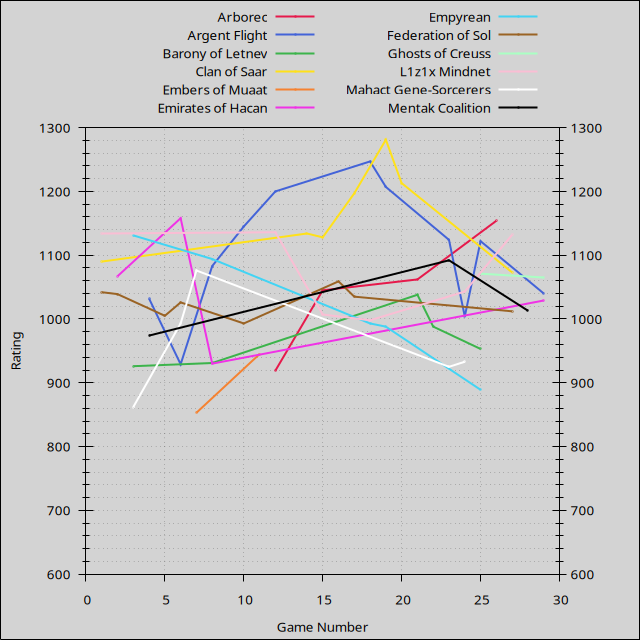 Arborec Empyrean
Argent Flight Federation of Sol
Barony of Letnev Ghosts of Creuss
Clan of Saar L1z1x Mindnet
Embers of Muaat Mahact Gene-Sorcerers
Emirates of Hacan Mentak Coalition
1300 1300
1200 1200
1100 1100
1000 1000
900 900
800 800
700 700
600 600
0 5 10 15 20 25 30
Rating
Game Number